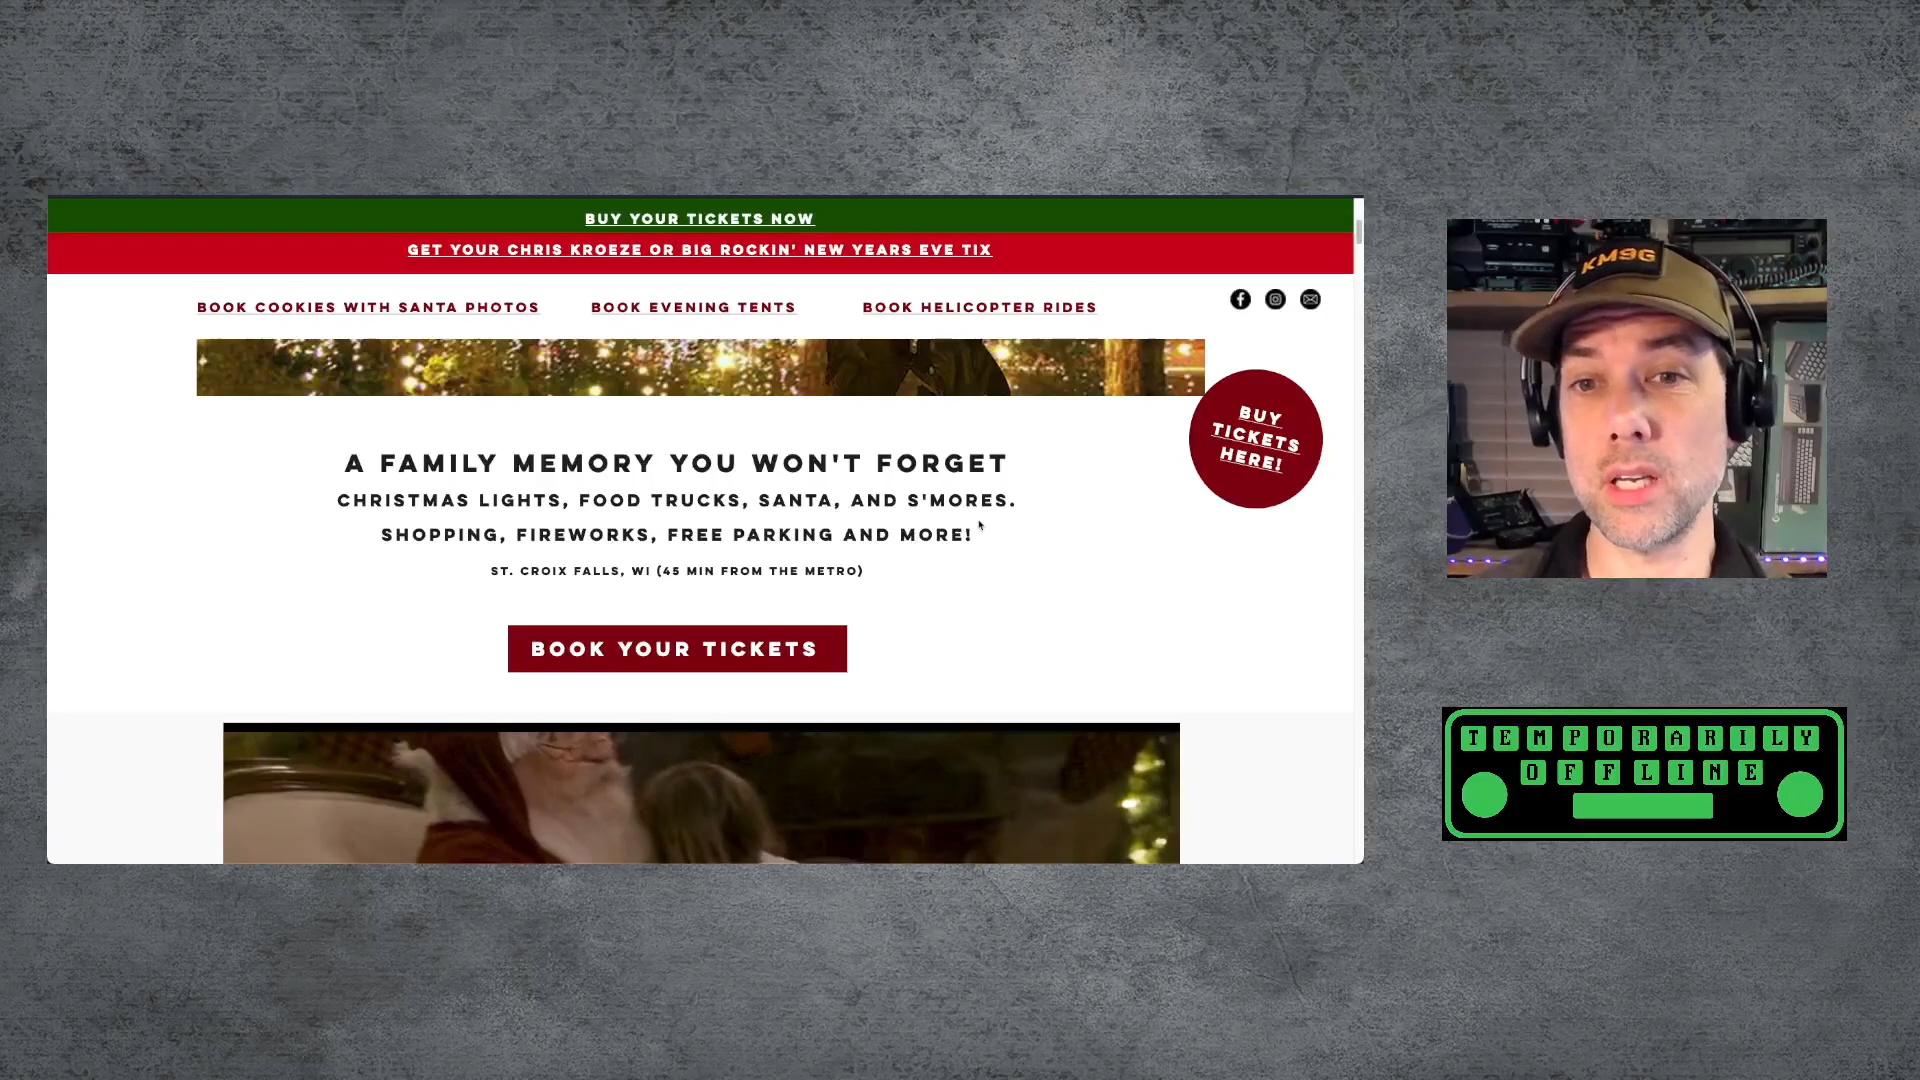 BUY YOUR TICKETS NOW
GET YOUR CHRIS KROEZE OR BIG ROCKIN' NEW YEARS EVE TIX
BOOK COOKIES WITH SANTA PHOTOS
BOOK EVENING TENTS
BOOK HELICOPTER RIDES
BUY
TICKETS
HERE!
A FAMILY MEMORY YOU WON'T FORGET
CHRISTMAS LIGHTS, FOOD TRUCKS, SANTA, AND S'MORES.
SHOPPING, FIREWORKS, FREE PARKING AND MORE!
ST. CROIX FALLS, WI (45 MIN FROM THE METRO)
BOOK YOUR TICKETS
KM9G
TEMPORARILY
OFFLINE